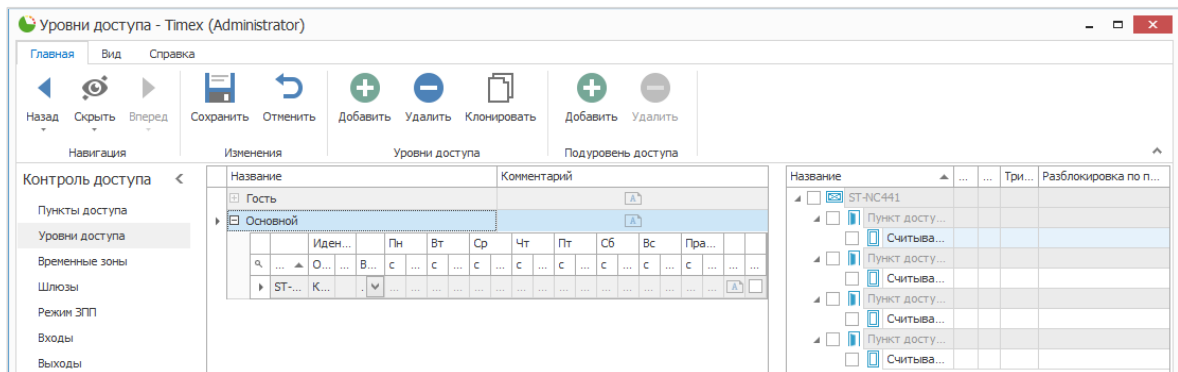 Уровни доступа - Timex (Administrator)
Главная Вид Справка
Назад Скрыть Вперед Сохранить Отменить Добавить Удалить Клонировать Добавить Удалить
Навигация Изменения Уровни доступа Подуровень доступа
Контроль доступа
Пункты доступа
Уровни доступа
Временные зоны
Шлюзы
Режим ЗПП
Входы
Выходы
Название Комментарий
Гость
Основной
Иден... Пн Вт Ср Чт Пт Сб Вс Пра...
... О... ... В... с ... с ... с ... с ... с ... с ... с ... с ... ... ...
ST-... К... . ... ... ... ... ... ... ... ... ... ... ... ... ... ... ... ...
Название ... ... Три... Разблокировка по п...
ST-NC441
Пункт досту...
Считыва...
Пункт досту...
Считыва...
Пункт досту...
Считыва...
Пункт досту...
Считыва...